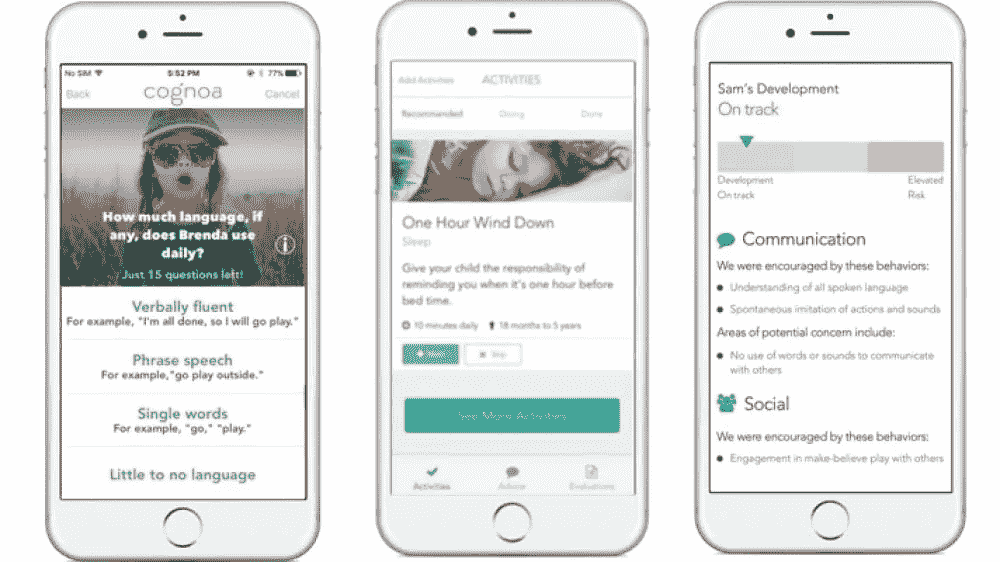 No SIM 5:52 PM 77%
Back cognoa Cancel
How much language, if
any, does Brenda use
daily?
Just 15 questions left!
Verbally fluent
For example, "I'm all done, so I will go play."
Phrase speech
For example,"go play outside."
Single words
For example, "go," "play."
Little to no language
Add Activities ACTIVITIES
Recommended Doing Done
One Hour Wind Down
Sleep
Give your child the responsibility of
reminding you when it's one hour before
bed time.
10 minutes daily 18 months to 5 years
Skip
See More Activities
Activities Advice Evaluations
Sam's Development
On track
Development Elevated
On track Risk
Communication
We were encouraged by these behaviors:
Understanding of all spoken language
Spontaneous imitation of actions and sounds
Areas of potential concern include:
No use of words or sounds to communicate
with others
Social
We were encouraged by these behaviors:
Engagement in make-believe play with others